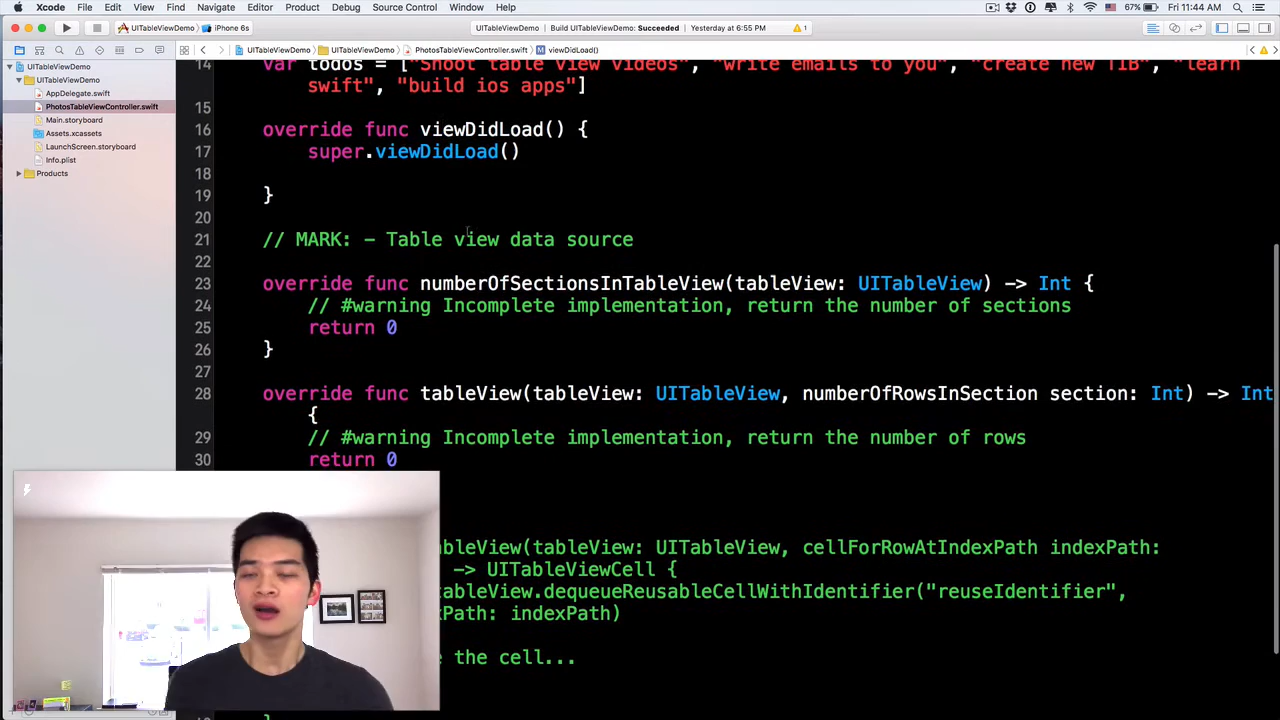 Xcode File Edit View Find Navigate Editor Product Debug Source Control Window Help 67% Fri 11:44 AM
UITableViewDemo iPhone 6s UITableViewDemo | Build UITableViewDemo: Succeeded Yesterday at 6:55 PM 1
UITableViewDemo UITableViewDemo PhotosTableViewController.swift M viewDidLoad()
UITableViewDemo
UITableViewDemo
AppDelegate.swift
PhotosTableViewController.swift
Main.storyboard
Assets.xcassets
LaunchScreen.storyboard
Info.plist
Products
14 var todos = ["Shoot table view videos", "write emails to you", "create new TIB", "learn
swift", "build ios apps"]
15
16 override func viewDidLoad() {
17 super.viewDidLoad()
18
19 }
20
21 // MARK: - Table view data source
22
23 override func numberOfSectionsInTableView(tableView: UITableView) -> Int {
24 // #warning Incomplete implementation, return the number of sections
25 return 0
26 }
27
28 override func tableView(tableView: UITableView, numberOfRowsInSection section: Int) -> Int
{
29 // #warning Incomplete implementation, return the number of rows
30 return 0
bleView(tableView: UITableView, cellForRowAtIndexPath indexPath:
-> UITableViewCell {
tableView.dequeueReusableCellWithIdentifier("reuseIdentifier",
Path: indexPath)
the cell...
}